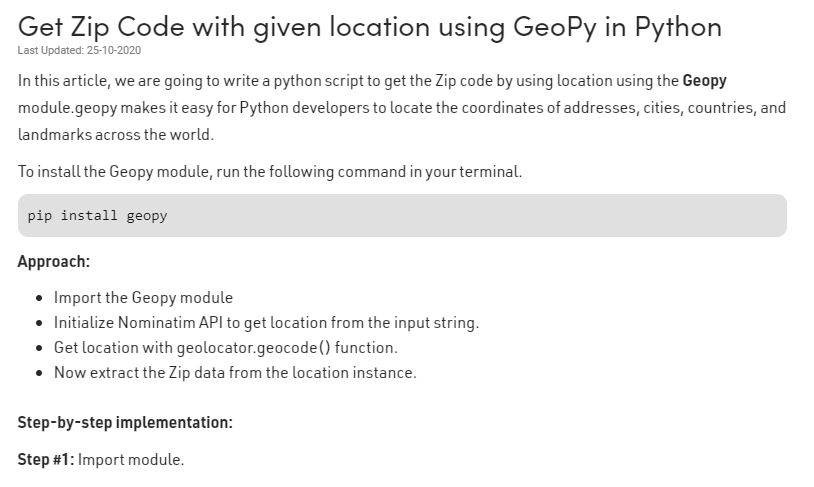 Get Zip Code with given location using GeoPy in Python
Last Updated: 25-10-2020
In this article, we are going to write a python script to get the Zip code by using location using the Geopy
module.geopy makes it easy for Python developers to locate the coordinates of addresses, cities, countries, and
landmarks across the world.
To install the Geopy module, run the following command in your terminal.
pip install geopy
Approach:
• Import the Geopy module
• Initialize Nominatim API to get location from the input string.
• Get location with geolocator.geocode() function.
• Now extract the Zip data from the location instance.
Step-by-step implementation:
Step #1: Import module.